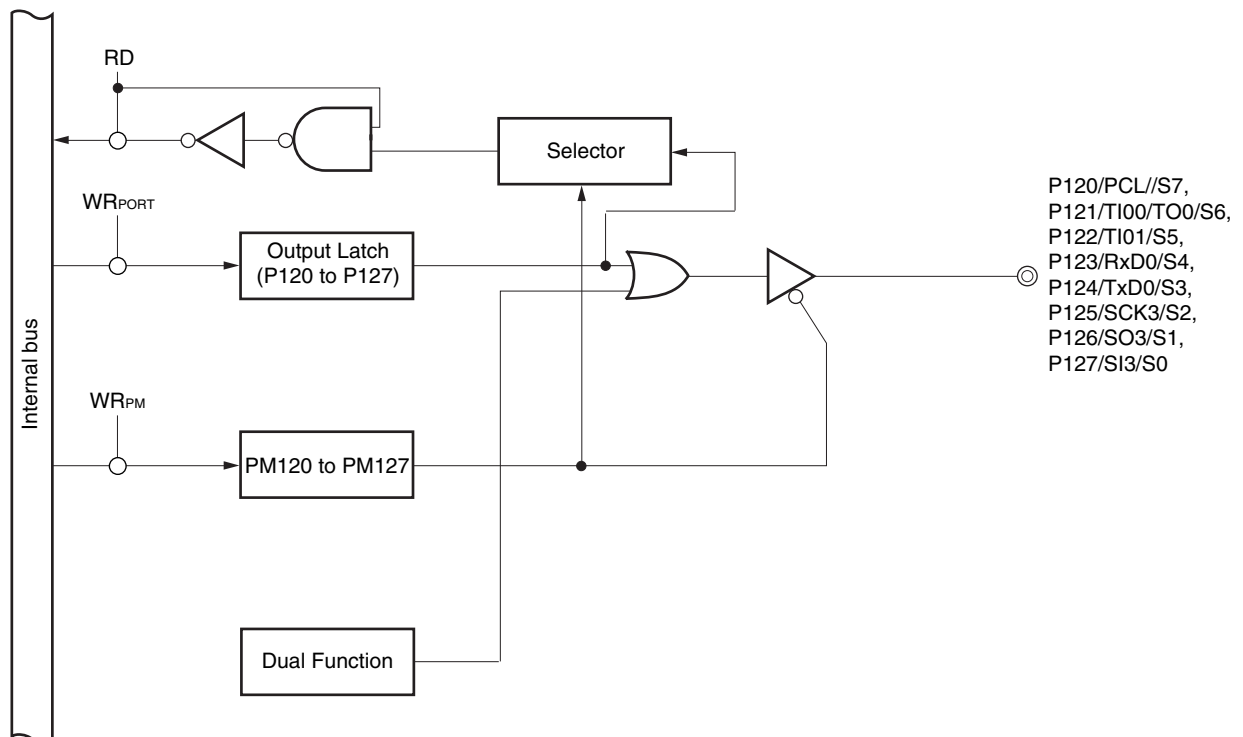 RD
Selector
WRPORT
Output Latch
(P120 to P127)
P120/PCL//S7,
P121/TI00/TO0/S6,
P122/TI01/S5,
P123/RxD0/S4,
P124/TxD0/S3,
P125/SCK3/S2,
P126/SO3/S1,
P127/SI3/S0
Internal bus
WRPM
PM120 to PM127
Dual Function